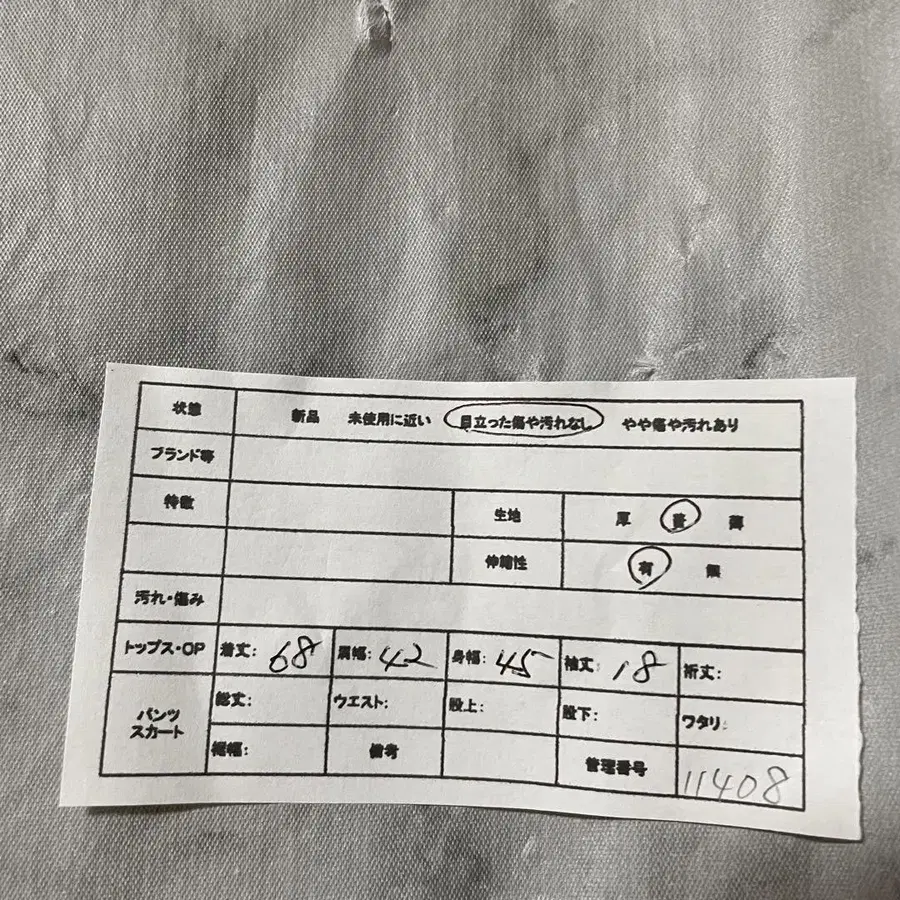 状態 新品 未使用に近い 目立った傷や汚れなし やや傷や汚れあり
ブランド等
特徴 生地 厚 普 薄
伸縮性 有 無
汚れ・傷み
トップス・OP 着丈: 68 肩幅: 42 身幅: 45 袖丈: 18 裄丈:
パンツ 総丈: ウエスト: 股上: 股下: ワタリ:
スカート 裾幅: 備考 管理番号 11408